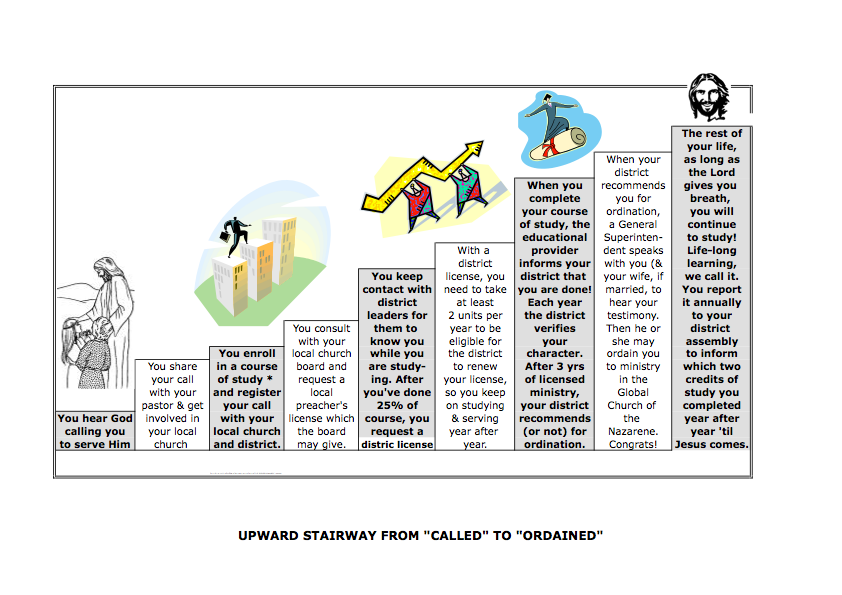 You hear God
calling you
to serve Him
You share
your call
with your
pastor & get
involved in
your local
church
You enroll
in a course
of study *
and register
your call
with your
local church
and district.
You consult
with your
local church
board and
request a
local
preacher's
license which
the board
may give.
You keep
contact with
district
leaders for
them to
know you
while you
are study-
ing. After
you've done
25% of
course, you
request a
distric license
With a
district
license, you
need to take
at least
2 units per
year to be
eligible for
the district
to renew
your license,
so you keep
on studying
& serving
year after
year.
When you
complete
your course
of study, the
educational
provider
informs your
district that
you are done!
Each year
the district
verifies
your
character.
After 3 yrs
of licensed
ministry,
your district
recommends
(or not) for
ordination.
When your
district
recommends
you for
ordination,
a General
Superinten-
dent speaks
with you (&
your wife, if
married, to
hear your
testimony.
Then he or
she may
ordain you
to ministry
in the
Global
Church of
the
Nazarene.
Congrats!
The rest of
your life,
as long as
the Lord
gives you
breath,
you will
continue
to study!
Life-long
learning,
we call it.
You report
it annually
to your
district
assembly
to inform
which two
credits of
study you
completed
year after
year 'til
Jesus comes.
UPWARD STAIRWAY FROM "CALLED" TO "ORDAINED"